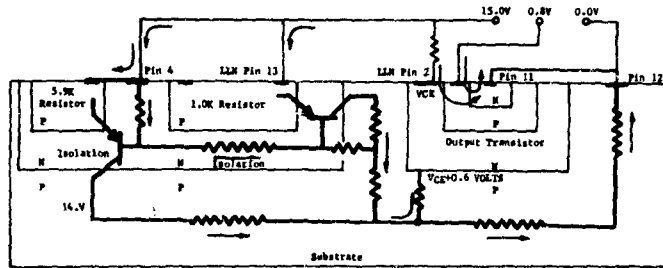 15.0V 0.8V 0.0V
Pin 4 LLN Pin 13 LLN Pin 2 Pin 11 Pin 12
VCE
5.9K
Resistor
1.0K Resistor
N
P P P
Output Transistor
Isolation Isolation
N N N
VCE+0.6 VOLTS
P P P
14.V
Substrate